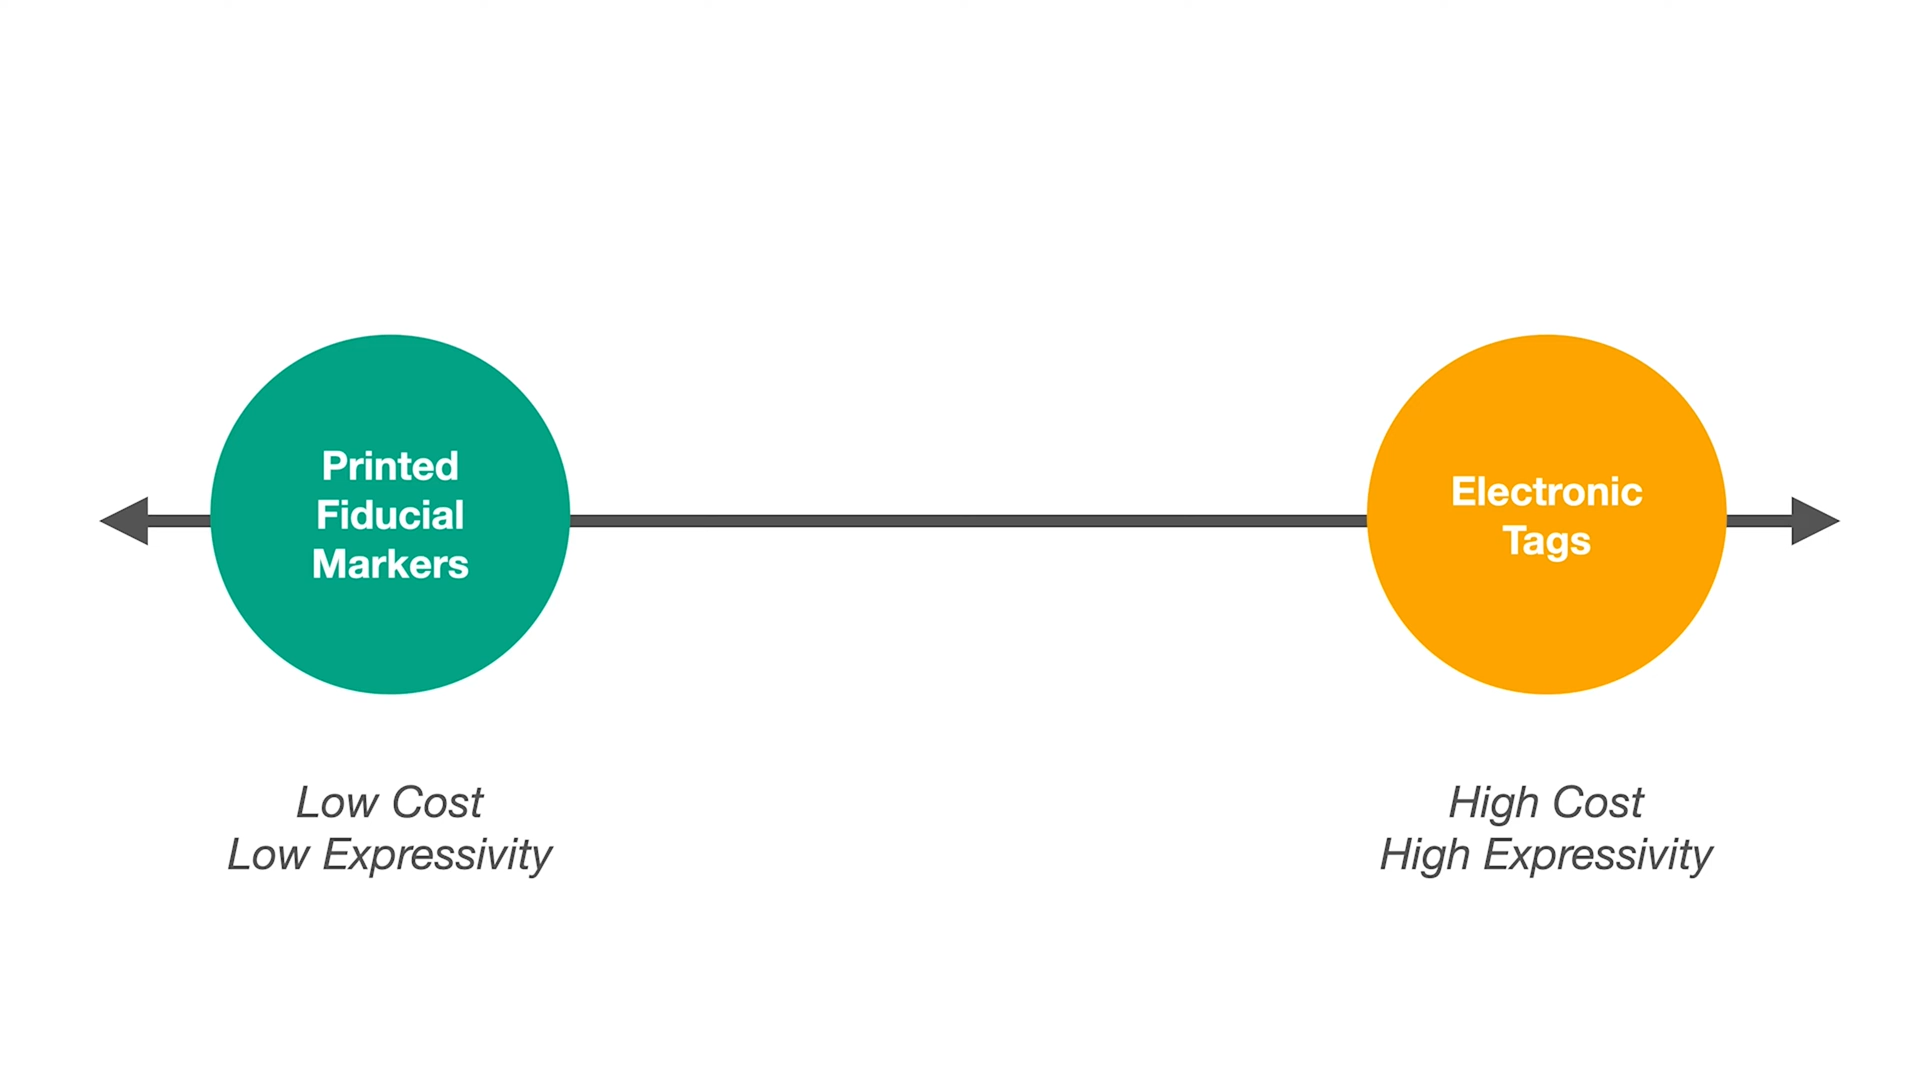 Printed
Fiducial
Markers
Electronic
Tags
Low Cost
Low Expressivity
High Cost
High Expressivity